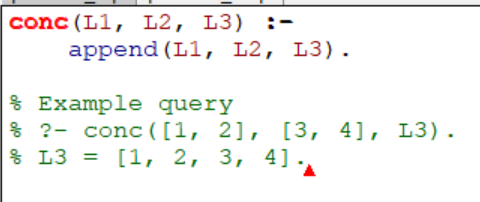 conc(L1, L2, L3) :-
    append(L1, L2, L3).

% Example query
% ?- conc([1, 2], [3, 4], L3).
% L3 = [1, 2, 3, 4].